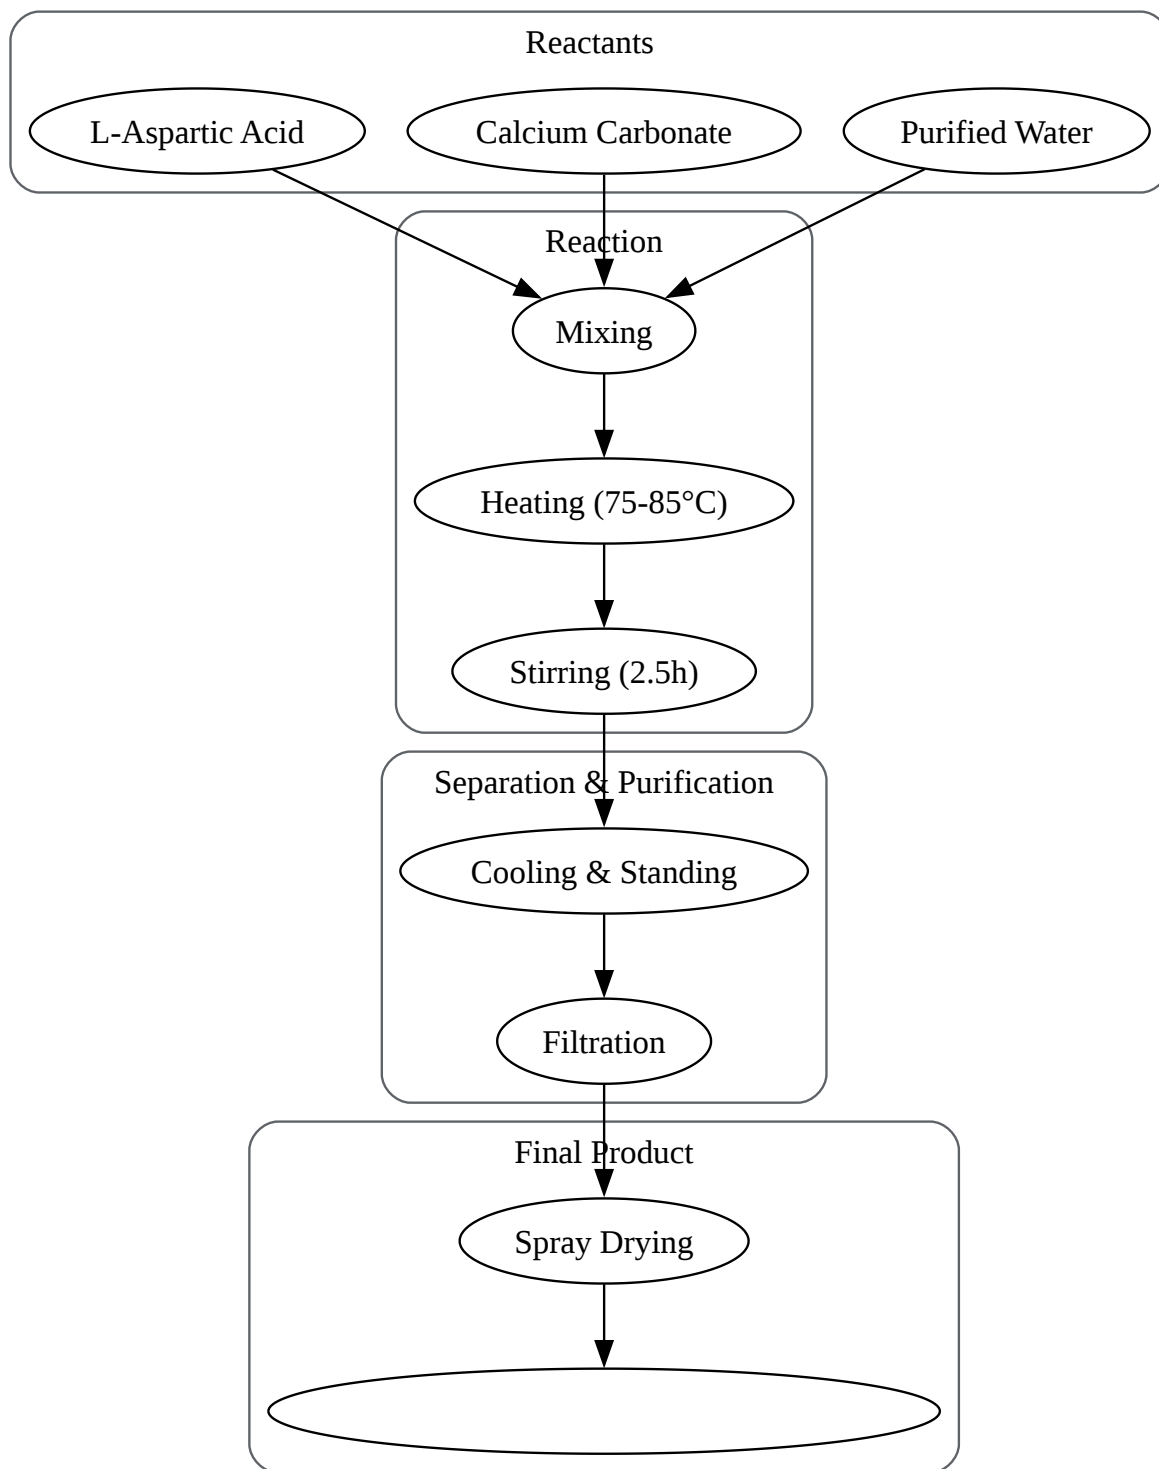 Reactants
L-Aspartic Acid
Calcium Carbonate
Purified Water
Reaction
Mixing
Heating (75-85°C)
Stirring (2.5h)
Separation & Purification
Cooling & Standing
Filtration
Final Product
Spray Drying